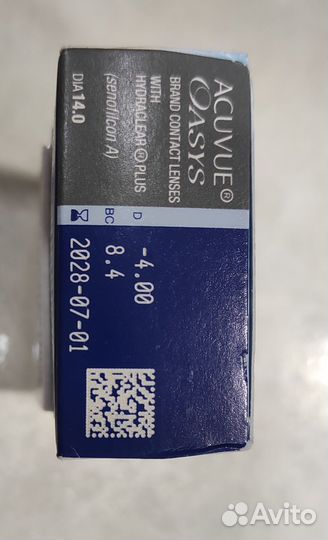 ACUVUE®
OASYS
BRAND CONTACT LENSES
WITH
HYDRACLEAR® PLUS
(senofilcon A)
DIA 14.0
D -4.00
BC 8.4
2028-07-01
Avito